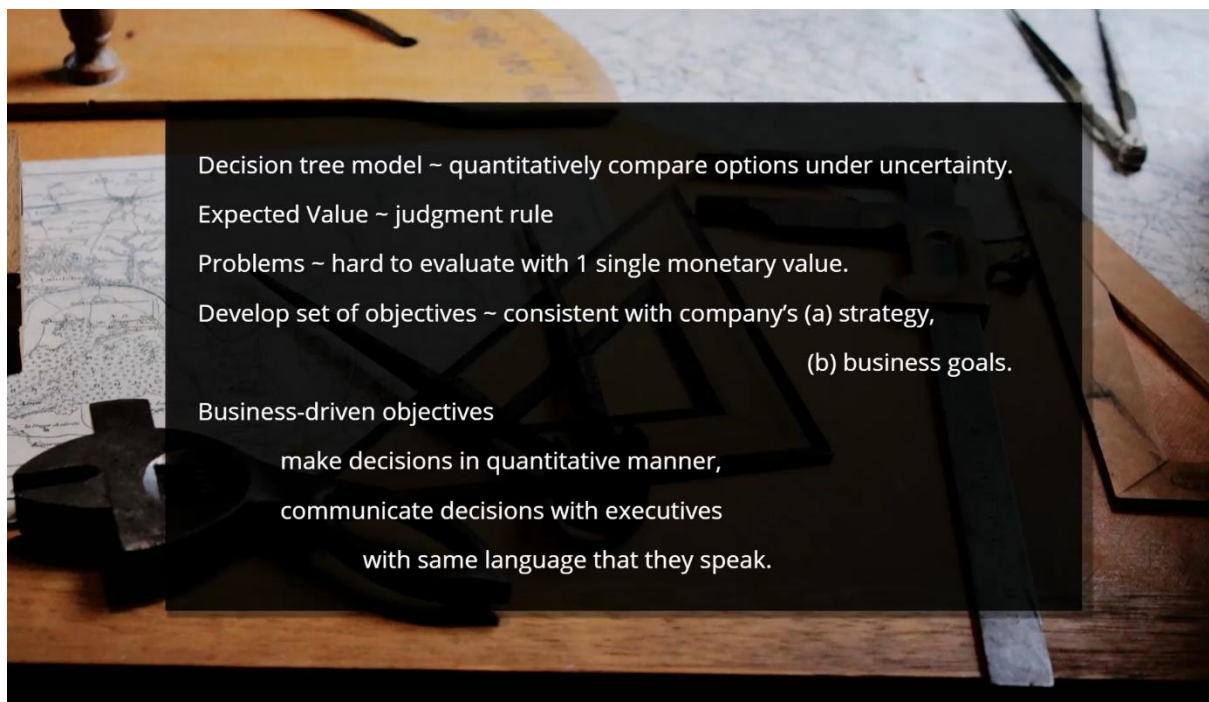 Decision tree model ~ quantitatively compare options under uncertainty.
Expected Value ~ judgment rule
Problems ~ hard to evaluate with 1 single monetary value.
Develop set of objectives ~ consistent with company’s (a) strategy,
(b) business goals.
Business-driven objectives
make decisions in quantitative manner,
communicate decisions with executives
with same language that they speak.